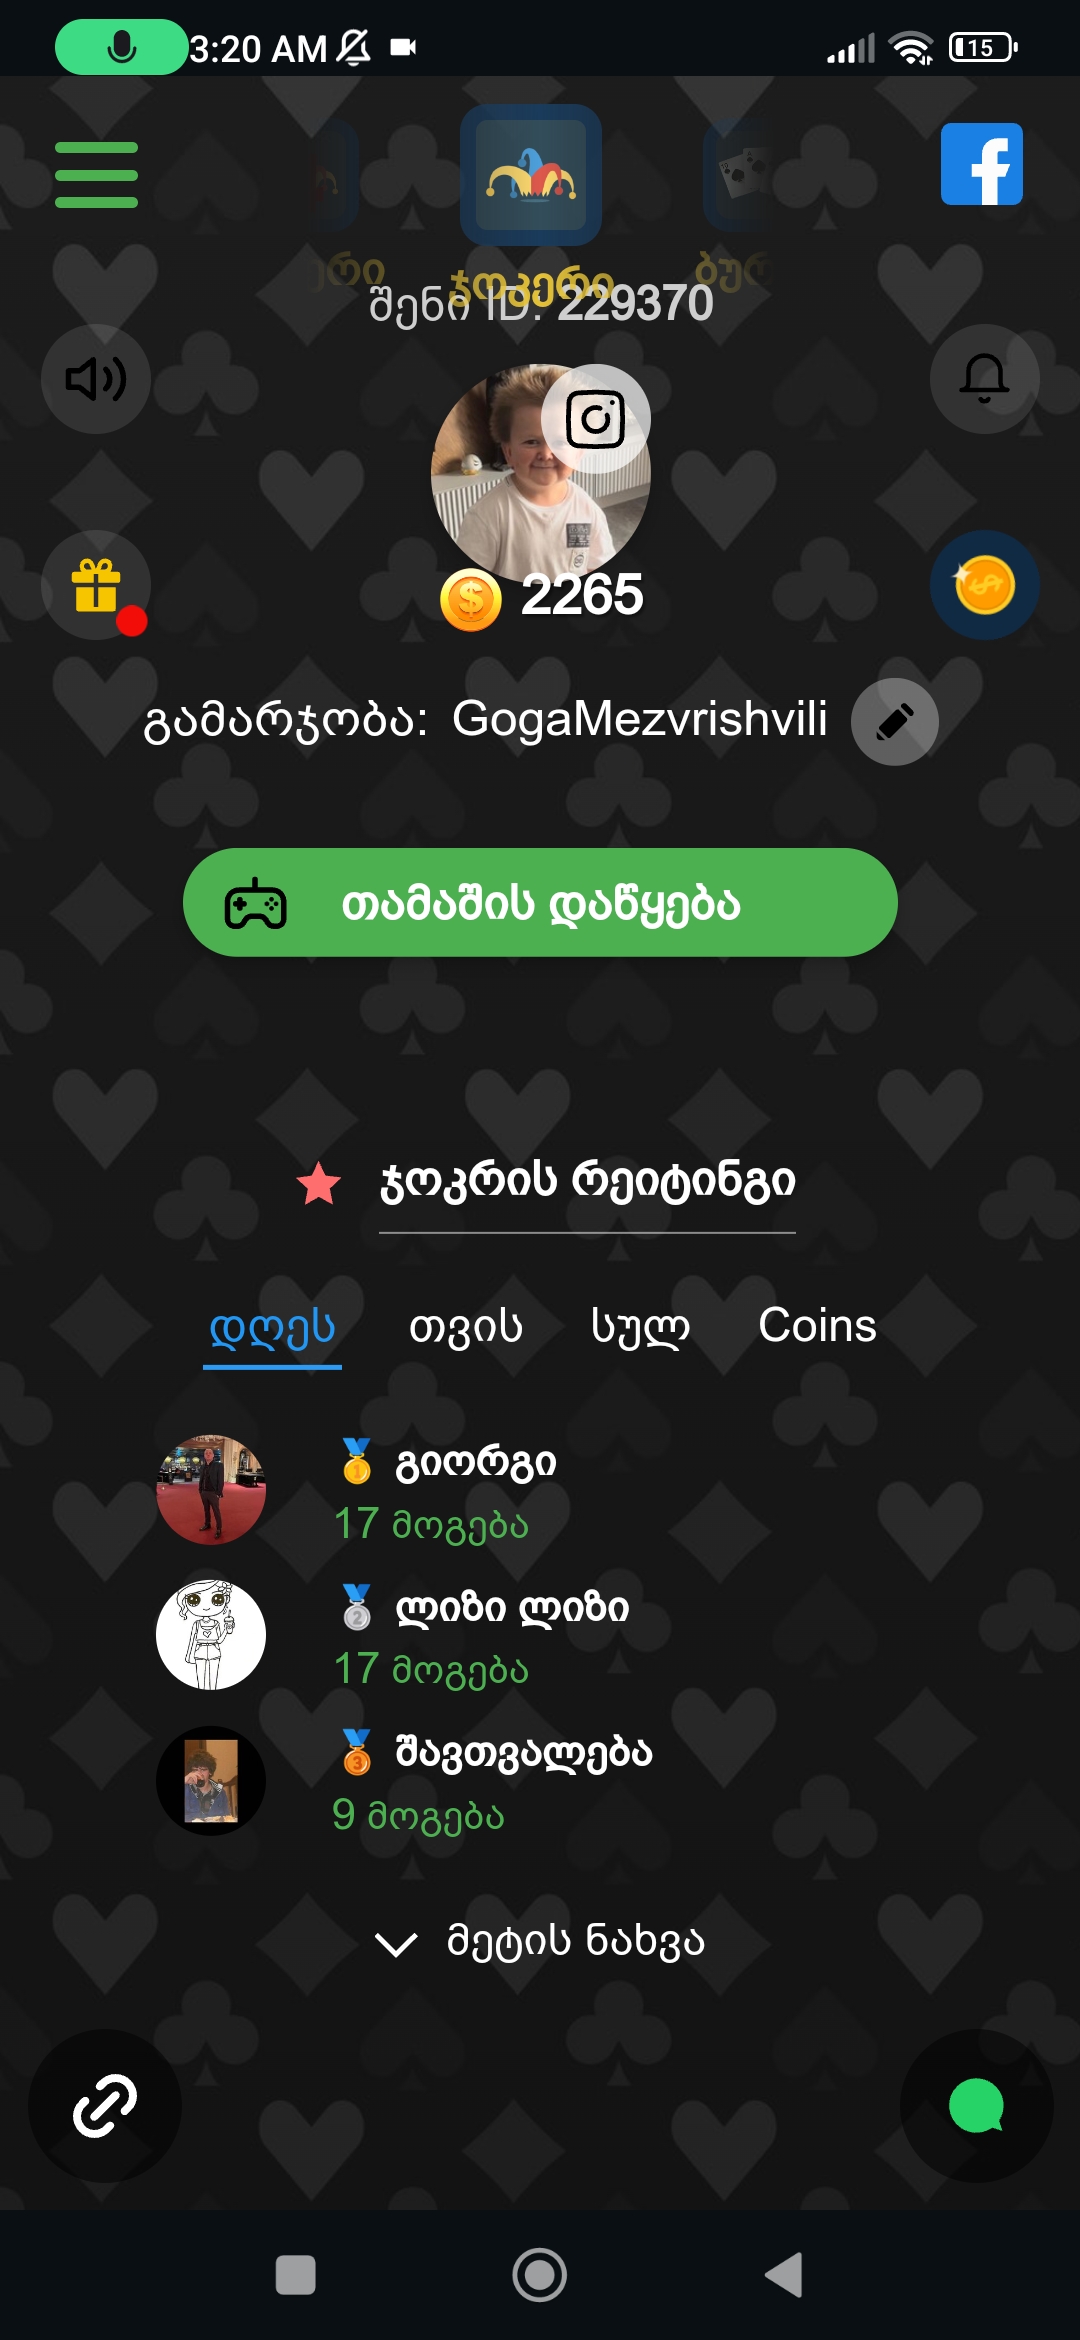 3:20 AM
15
ჯოკერი
შენი ID: 229370
2265
გამარჯობა: GogaMezvrishvili
თამაშის დაწყება
ჯოკრის რეიტინგი
დღეს თვის სულ Coins
გიორგი
17 მოგება
ლიზი ლიზი
17 მოგება
შავთვალება
9 მოგება
მეტის ნახვა